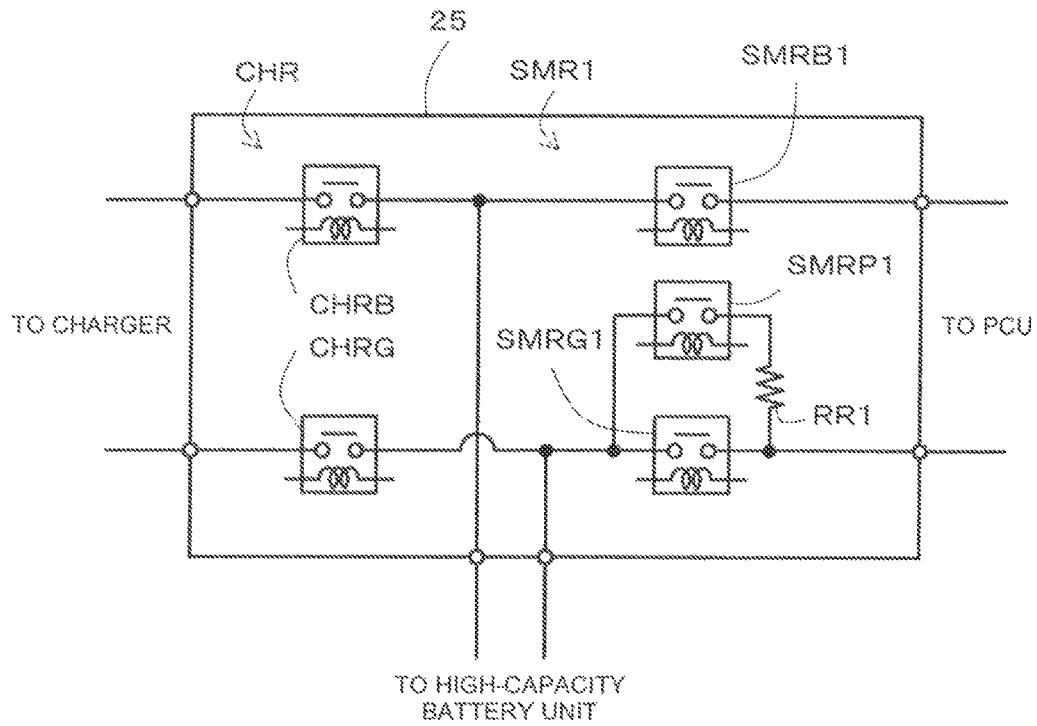 25
CHR
SMR1
SMRB1
SMRP1
CHRB
TO CHARGER
CHRG
SMRG1
TO PCU
RR1
TO HIGH-CAPACITY
BATTERY UNIT